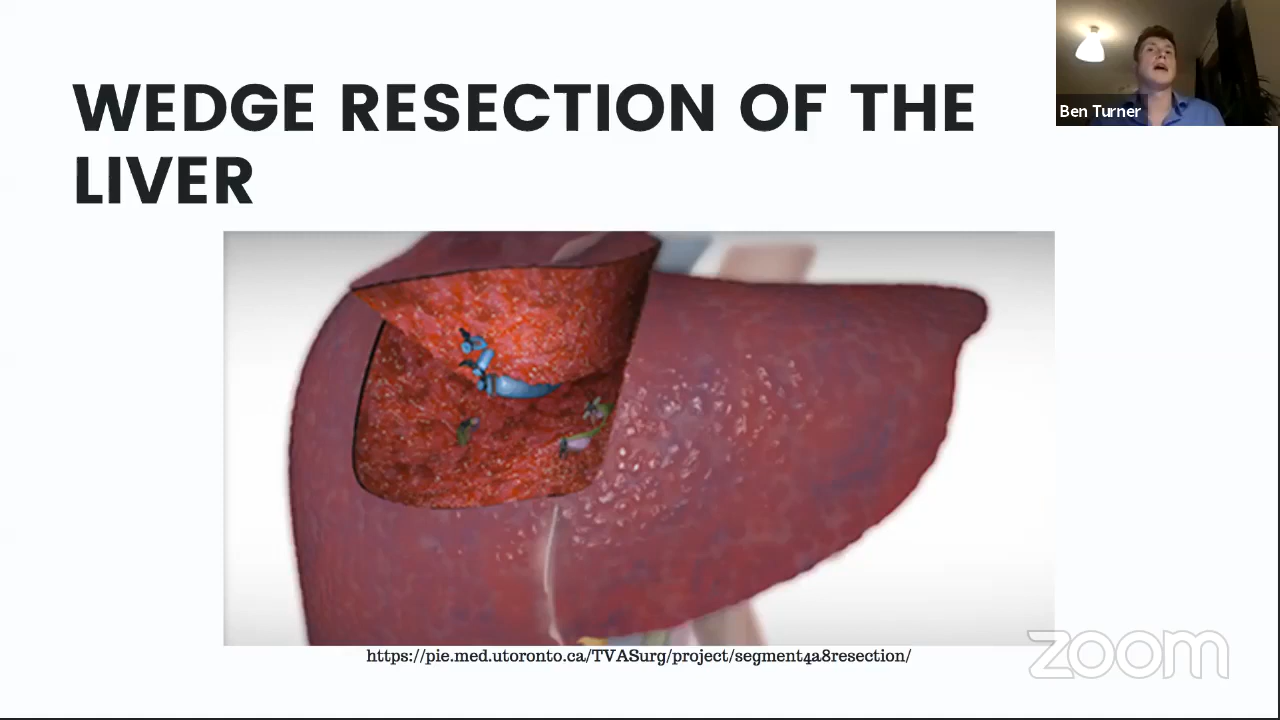 WEDGE RESECTION OF THE
LIVER
Ben Turner
https://pie.med.utoronto.ca/TVASurg/project/segment4a8resection/
zoom